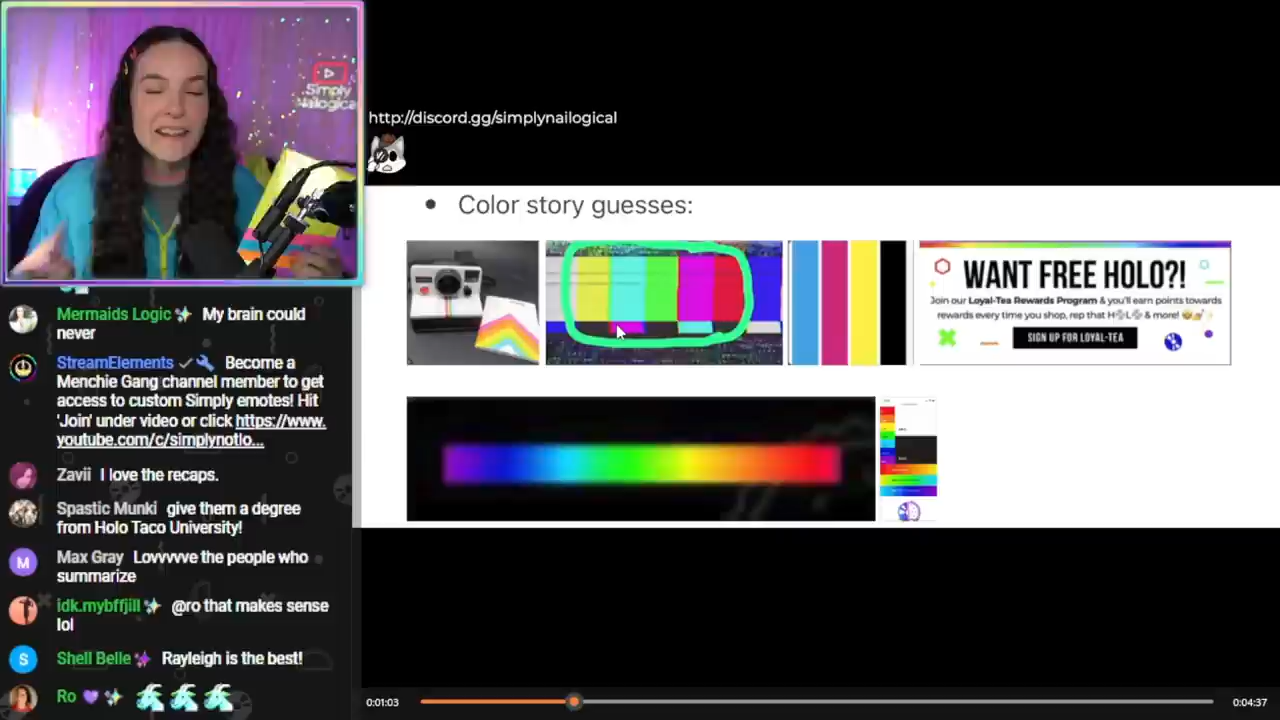 Simply
Nailogical
http://discord.gg/simplynailogical
• Color story guesses:
WANT FREE HOLO?!
Join our Loyal-Tea Rewards Program & you'll earn points towards
rewards every time you shop, rep that H💿L💿 & more! 🤓💅✨
SIGN UP FOR LOYAL-TEA
Mermaids Logic My brain could
never
StreamElements Become a
Menchie Gang channel member to get
access to custom Simply emotes! Hit
'Join' under video or click https://www.
youtube.com/c/simplynotlo...
Zavii I love the recaps.
Spastic Munki give them a degree
from Holo Taco University!
M
Max Gray Lovvvvve the people who
summarize
idk.mybffjill @ro that makes sense
lol
S
Shell Belle Rayleigh is the best!
Ro
0:01:03
0:04:37